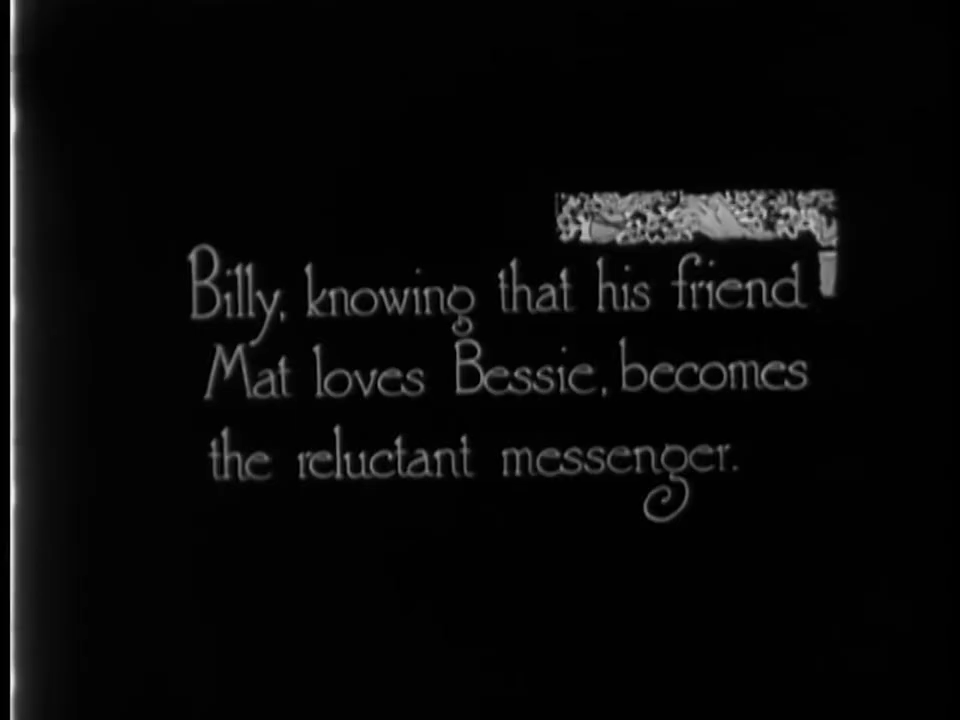 Billy, knowing that his friend
Mat loves Bessie, becomes
the reluctant messenger.